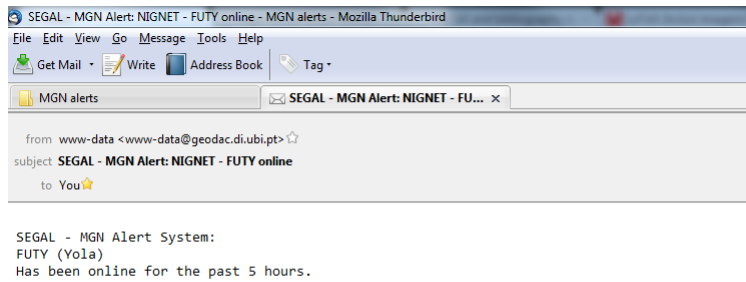 SEGAL - MGN Alert: NIGNET - FUTY online - MGN alerts - Mozilla Thunderbird
File Edit View Go Message Tools Help
Get Mail Write Address Book Tag
MGN alerts SEGAL - MGN Alert: NIGNET - FU... x
from www-data <www-data@geodac.di.ubi.pt>
subject SEGAL - MGN Alert: NIGNET - FUTY online
to You
SEGAL - MGN Alert System:
FUTY (Yola)
Has been online for the past 5 hours.